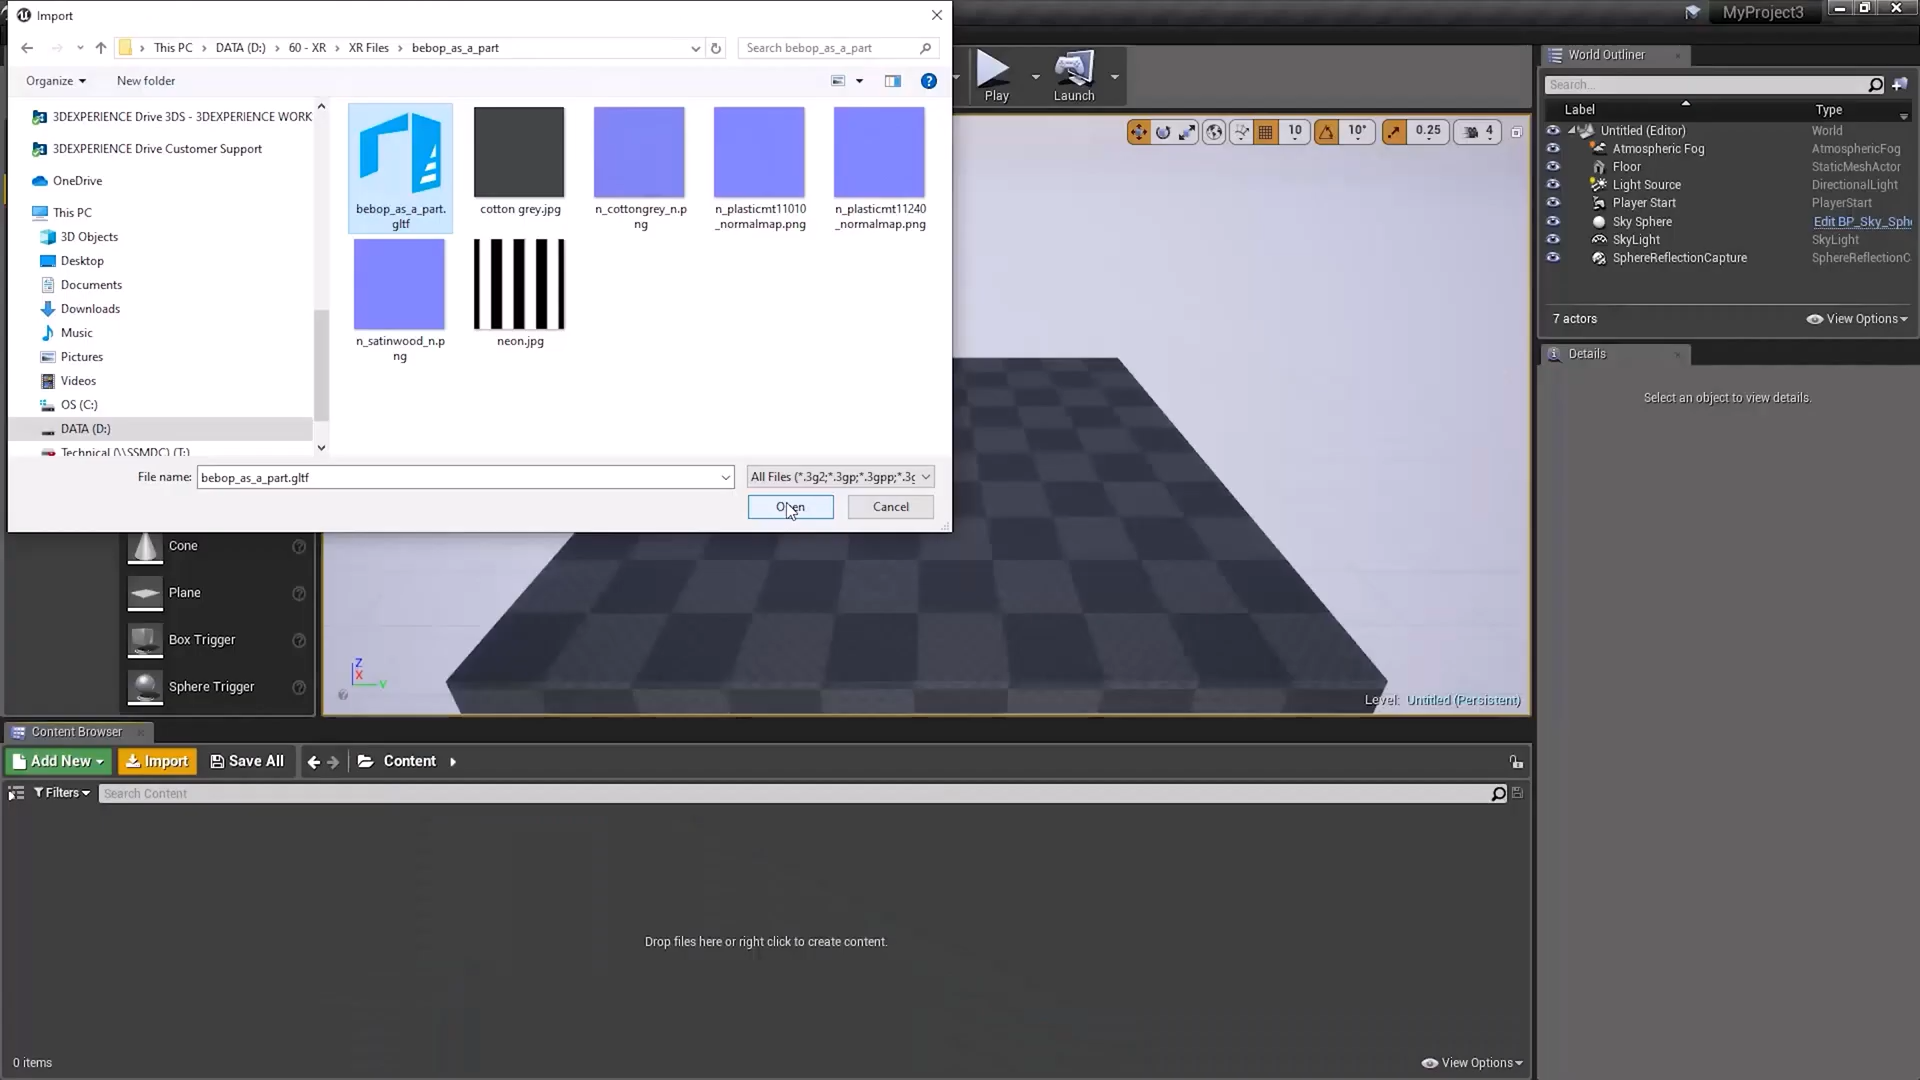 Import
This PC
DATA (D:)
60 - XR
XR Files
bebop_as_a_part
Search bebop_as_a_part
Organize
New folder
3DEXPERIENCE Drive 3DS - 3DEXPERIENCE WORK
3DEXPERIENCE Drive Customer Support
OneDrive
This PC
3D Objects
Desktop
Documents
Downloads
Music
Pictures
Videos
OS (C:)
DATA (D:)
Technical (\\SSMDC) (T:)
bebop_as_a_part.
gltf
cotton grey.jpg
n_cottongrey_n.p
ng
n_plasticmt11010
_normalmap.png
n_plasticmt11240
_normalmap.png
n_satinwood_n.p
ng
neon.jpg
File name:
bebop_as_a_part.gltf
All Files (*.3g2;*.3gp;*.3gpp;*.3g
Open
Cancel
MyProject3
Play
Launch
10
10°
0.25
4
World Outliner
Search...
Label
Type
Untitled (Editor)
World
Atmospheric Fog
AtmosphericFog
Floor
StaticMeshActor
Light Source
DirectionalLight
Player Start
PlayerStart
Sky Sphere
Edit BP_Sky_Sphe
SkyLight
SkyLight
SphereReflectionCapture
SphereReflectionC
7 actors
View Options
Details
Select an object to view details.
Cone
Plane
Box Trigger
Sphere Trigger
Z
X
Y
Level: Untitled (Persistent)
Content Browser
Add New
Import
Save All
Content
Filters
Search Content
Drop files here or right click to create content.
0 items
View Options